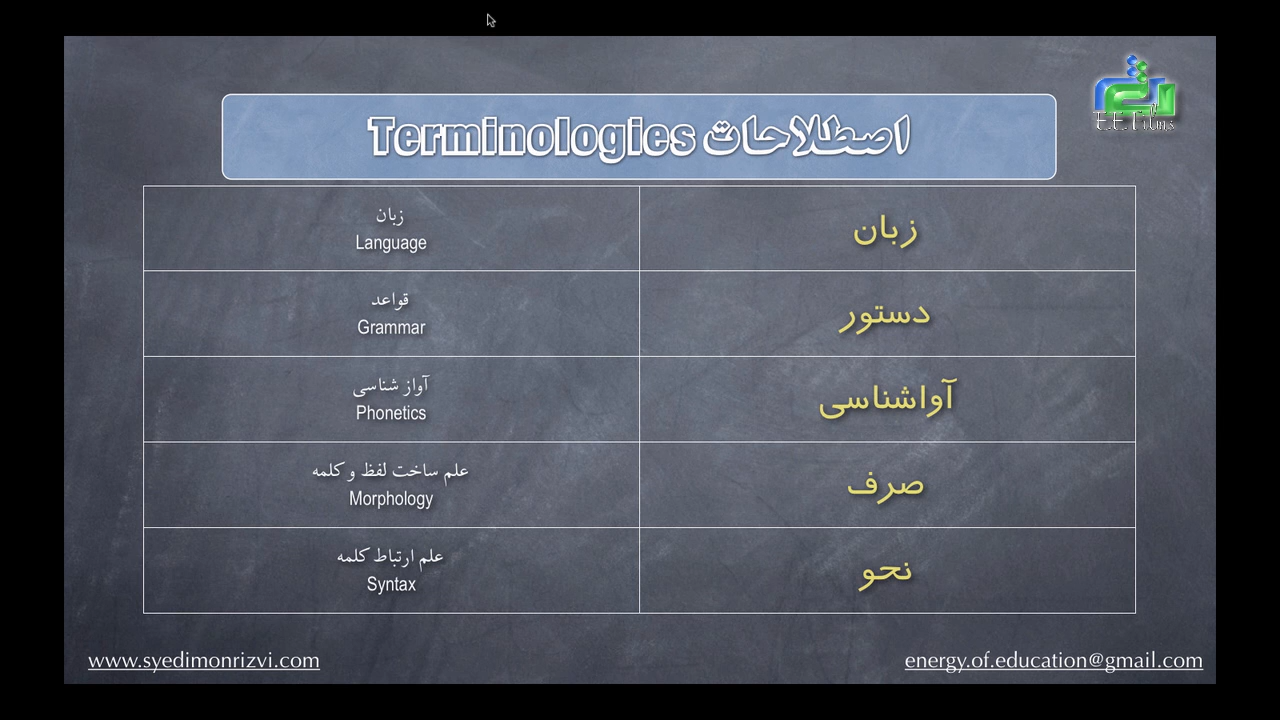 E.E.Films
اصطلاحات Terminologies
زبان
زبان
Language
دستور
قواعد
Grammar
آواشناسی
آواز شناسی
Phonetics
صرف
علم ساخت لفظ و کلمه
Morphology
نحو
علم ارتباط کلمه
Syntax
www.syedimonrizvi.com
energy.of.education@gmail.com